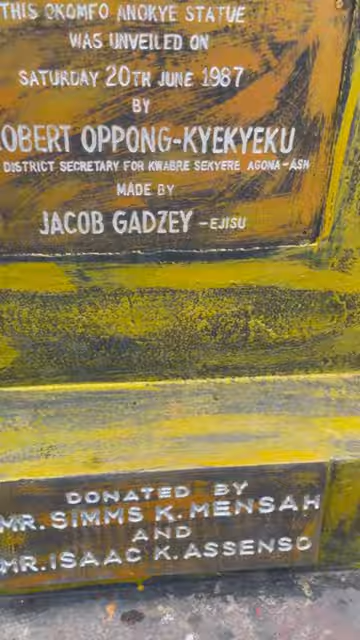 THIS OKOMFO ANOKYE STATUE
WAS UNVEILED ON
SATURDAY 20TH JUNE 1987
BY
ROBERT OPPONG-KYEKYEKU
DISTRICT SECRETARY FOR KWABRE SEKYERE AGONA-ASH
MADE BY
JACOB GADZEY -EJISU
DONATED BY
MR. SIMMS K. MENSAH
AND
MR. ISAAC K. ASSENSO